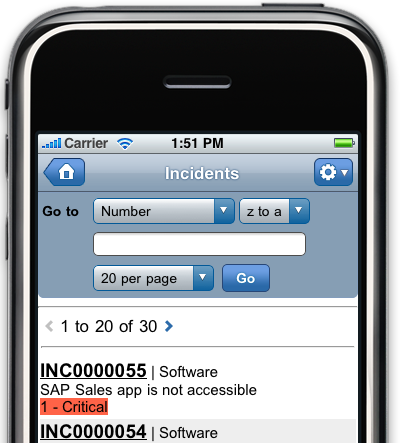 Carrier 1:51 PM
Incidents
Go to Number z to a
20 per page Go
1 to 20 of 30
INC0000055 | Software
SAP Sales app is not accessible
1 - Critical
INC0000054 | Software